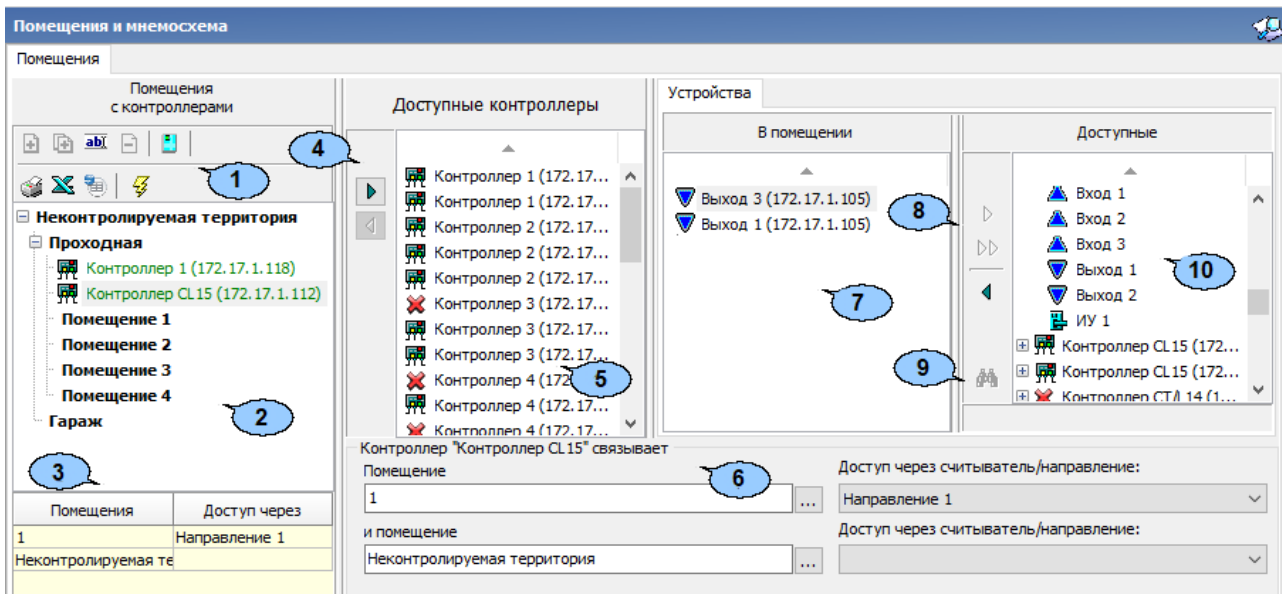 Помещения и мнемосхема
Помещения
Помещения
с контроллерами
abI
1
Неконтролируемая территория
Проходная
Контроллер 1 (172.17.1.118)
Контроллер CL15 (172.17.1.112)
Помещение 1
Помещение 2
Помещение 3
Помещение 4
Гараж
2
3
Помещения Доступ через
1 Направление 1
Неконтролируемая те
4
Доступные контроллеры
Контроллер 1 (172.17...
Контроллер 1 (172.17...
Контроллер 2 (172.17...
Контроллер 2 (172.17...
Контроллер 2 (172.17...
Контроллер 3 (172.17...
Контроллер 3 (172.17...
Контроллер 3 (172.17...
Контроллер 4 (172
Контроллер 4 (172.17...
Контроллер 4 (172.17...
5
Устройства
В помещении
Выход 3 (172.17.1.105)
Выход 1 (172.17.1.105)
7
8
9
Доступные
Вход 1
Вход 2
Вход 3
Выход 1
Выход 2
ИУ 1
Контроллер CL15 (172...
Контроллер CL15 (172...
Контроллер CT/L14 (1...
10
Контроллер "Контроллер CL15" связывает
6
Помещение
1 ...
Доступ через считыватель/направление:
Направление 1
и помещение
Неконтролируемая территория ...
Доступ через считыватель/направление: